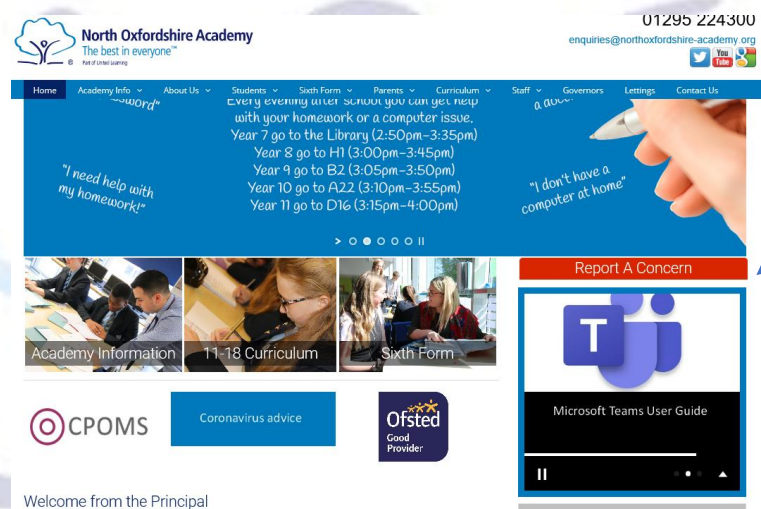 North Oxfordshire Academy
The best in everyone™
Part of United Learning
01295 224300
enquiries@northoxfordshire-academy.org
You
Tube
Home Academy Info About Us Students Sixth Form Parents Curriculum Staff Governors Lettings Contact Us
Every evening after school you can get help
with your homework or a computer issue.
Year 7 go to the Library (2:50pm-3:35pm)
Year 8 go to H1 (3:00pm-3:45pm)
Year 9 go to B2 (3:05pm-3:50pm)
Year 10 go to A22 (3:10pm-3:55pm)
Year 11 go to D16 (3:15pm-4:00pm)
"I need help with
my homework!"
"I don't have a
computer at home"
Report A Concern
Academy Information
11-18 Curriculum
Sixth Form
T
Microsoft Teams User Guide
CPOMS
Coronavirus advice
Ofsted
Good
Provider
Welcome from the Principal